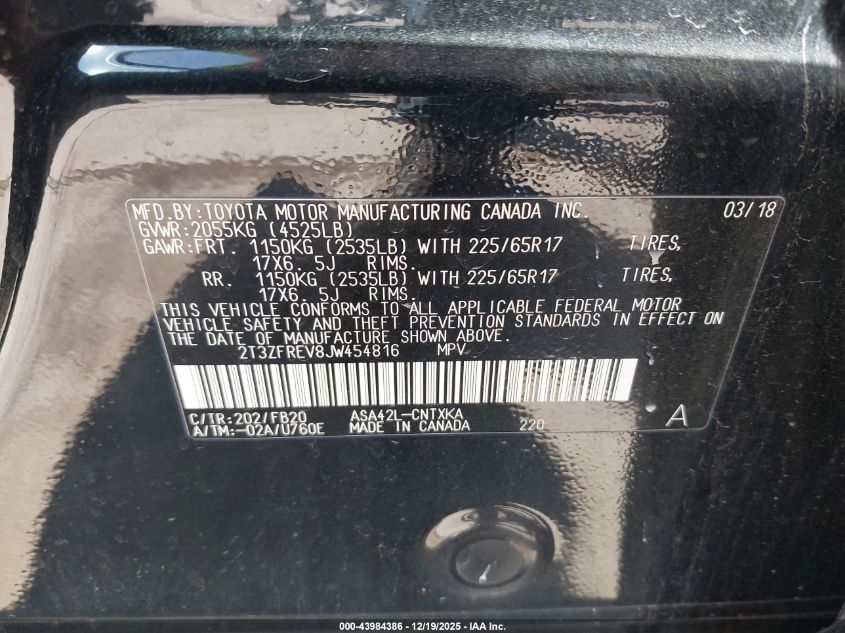 MFD.BY:TOYOTA MOTOR MANUFACTURING CANADA INC. 03/18
GVWR:2055KG (4525LB)
GAWR:FRT. 1150KG (2535LB) WITH 225/65R17 TIRES,
17X6. 5J RIMS.
RR. 1150KG (2535LB) WITH 225/65R17 TIRES,
17X6. 5J RIMS.
THIS VEHICLE CONFORMS TO ALL APPLICABLE FEDERAL MOTOR
VEHICLE SAFETY AND THEFT PREVENTION STANDARDS IN EFFECT ON
THE DATE OF MANUFACTURE SHOWN ABOVE.
2T3ZFREV8JW454816 MPV
C/TR:202/FB20 ASA42L-CNTXKA A
A/TM:-02A/U760E MADE IN CANADA 220
000-43984386 - 12/19/2025 - IAA Inc.